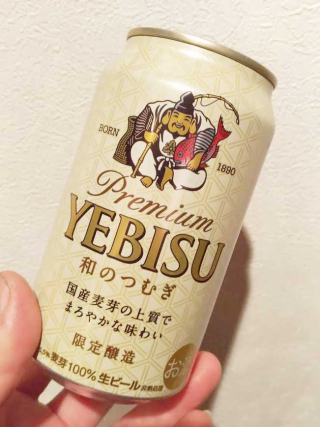 BORN
1890
Premium
YEBISU
和のつむぎ
国産麦芽の上質で
まろやかな味わい
限定醸造
麦芽100% 生ビール
お